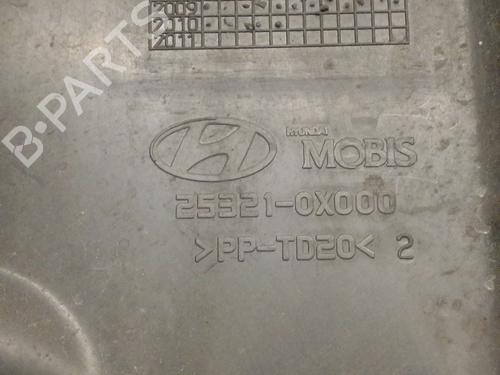 2009
2010
2011
B-PARTS
HYUNDAI
MOBIS
25321-0X000
>PP-TD20< 2